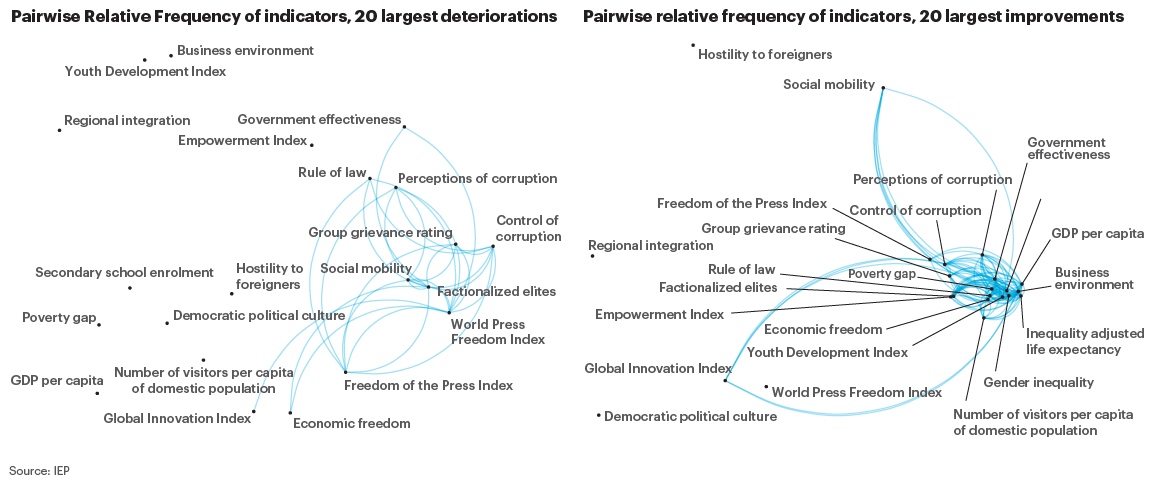 Pairwise Relative Frequency of indicators, 20 largest deteriorations
Business environment
Youth Development Index
Regional integration
Government effectiveness
Empowerment Index
Rule of law
Perceptions of corruption
Control of
corruption
Group grievance rating
Social mobility
Secondary school enrolment
Hostility to
foreigners
Factionalized elites
Poverty gap
Democratic political culture
World Press
Freedom Index
GDP per capita
Number of visitors per capita
of domestic population
Freedom of the Press Index
Global Innovation Index
Economic freedom
Pairwise relative frequency of indicators, 20 largest improvements
Hostility to foreigners
Social mobility
Government
effectiveness
Perceptions of corruption
Freedom of the Press Index
Control of corruption
Group grievance rating
GDP per capita
Regional integration
Rule of law
Poverty gap
Business
environment
Factionalized elites
Empowerment Index
Economic freedom
Inequality adjusted
life expectancy
Youth Development Index
Global Innovation Index
Gender inequality
World Press Freedom Index
Democratic political culture
Number of visitors per capita
of domestic population
Source: IEP